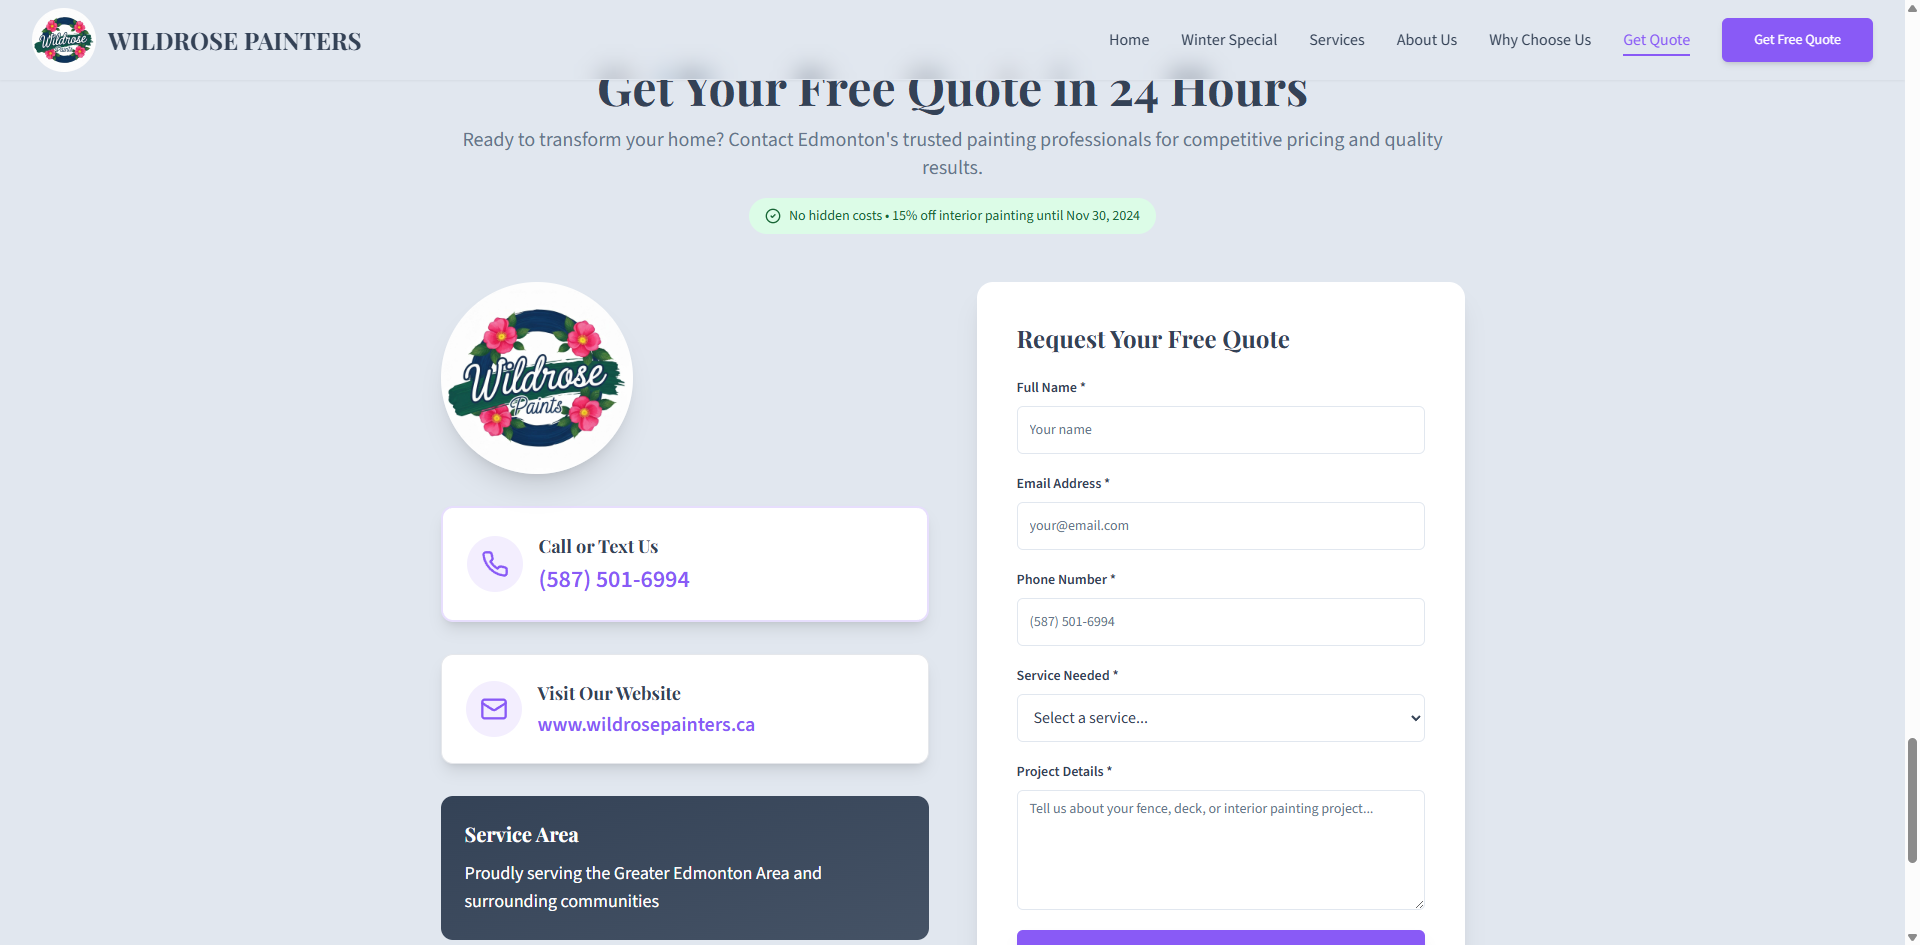 Wildrose
Paints
WILDROSE PAINTERS
Home
Winter Special
Services
About Us
Why Choose Us
Get Quote
Get Free Quote
Get Your Free Quote in 24 Hours
Ready to transform your home? Contact Edmonton's trusted painting professionals for competitive pricing and quality
results.
No hidden costs • 15% off interior painting until Nov 30, 2024
Wildrose
Paints
Call or Text Us
(587) 501-6994
Visit Our Website
www.wildrosepainters.ca
Service Area
Proudly serving the Greater Edmonton Area and
surrounding communities
Request Your Free Quote
Full Name *
Your name
Email Address *
your@email.com
Phone Number *
(587) 501-6994
Service Needed *
Select a service...
Project Details *
Tell us about your fence, deck, or interior painting project...